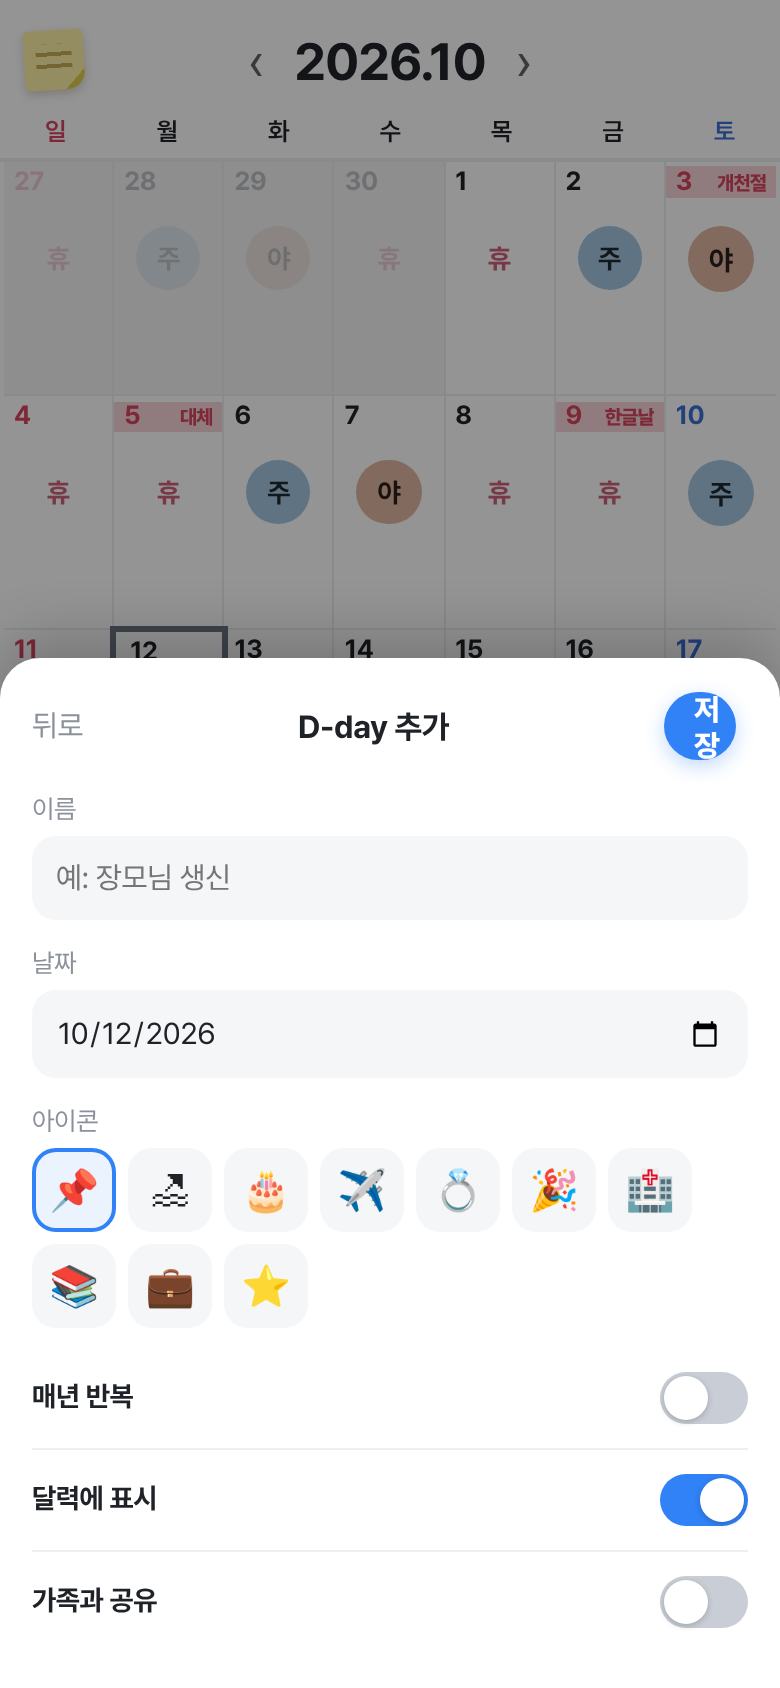 ‹ 2026.10 ›
일 월 화 수 목 금 토
27 28 29 30 1 2 3 개천절
휴 주 야 휴 휴 주 야
4 5 대체 6 7 8 9 한글날 10
휴 휴 주 야 휴 휴 주
11 12 13 14 15 16 17
뒤로 D-day 추가 저
장
이름
예: 장모님 생신
날짜
10/12/2026
아이콘
매년 반복
달력에 표시
가족과 공유